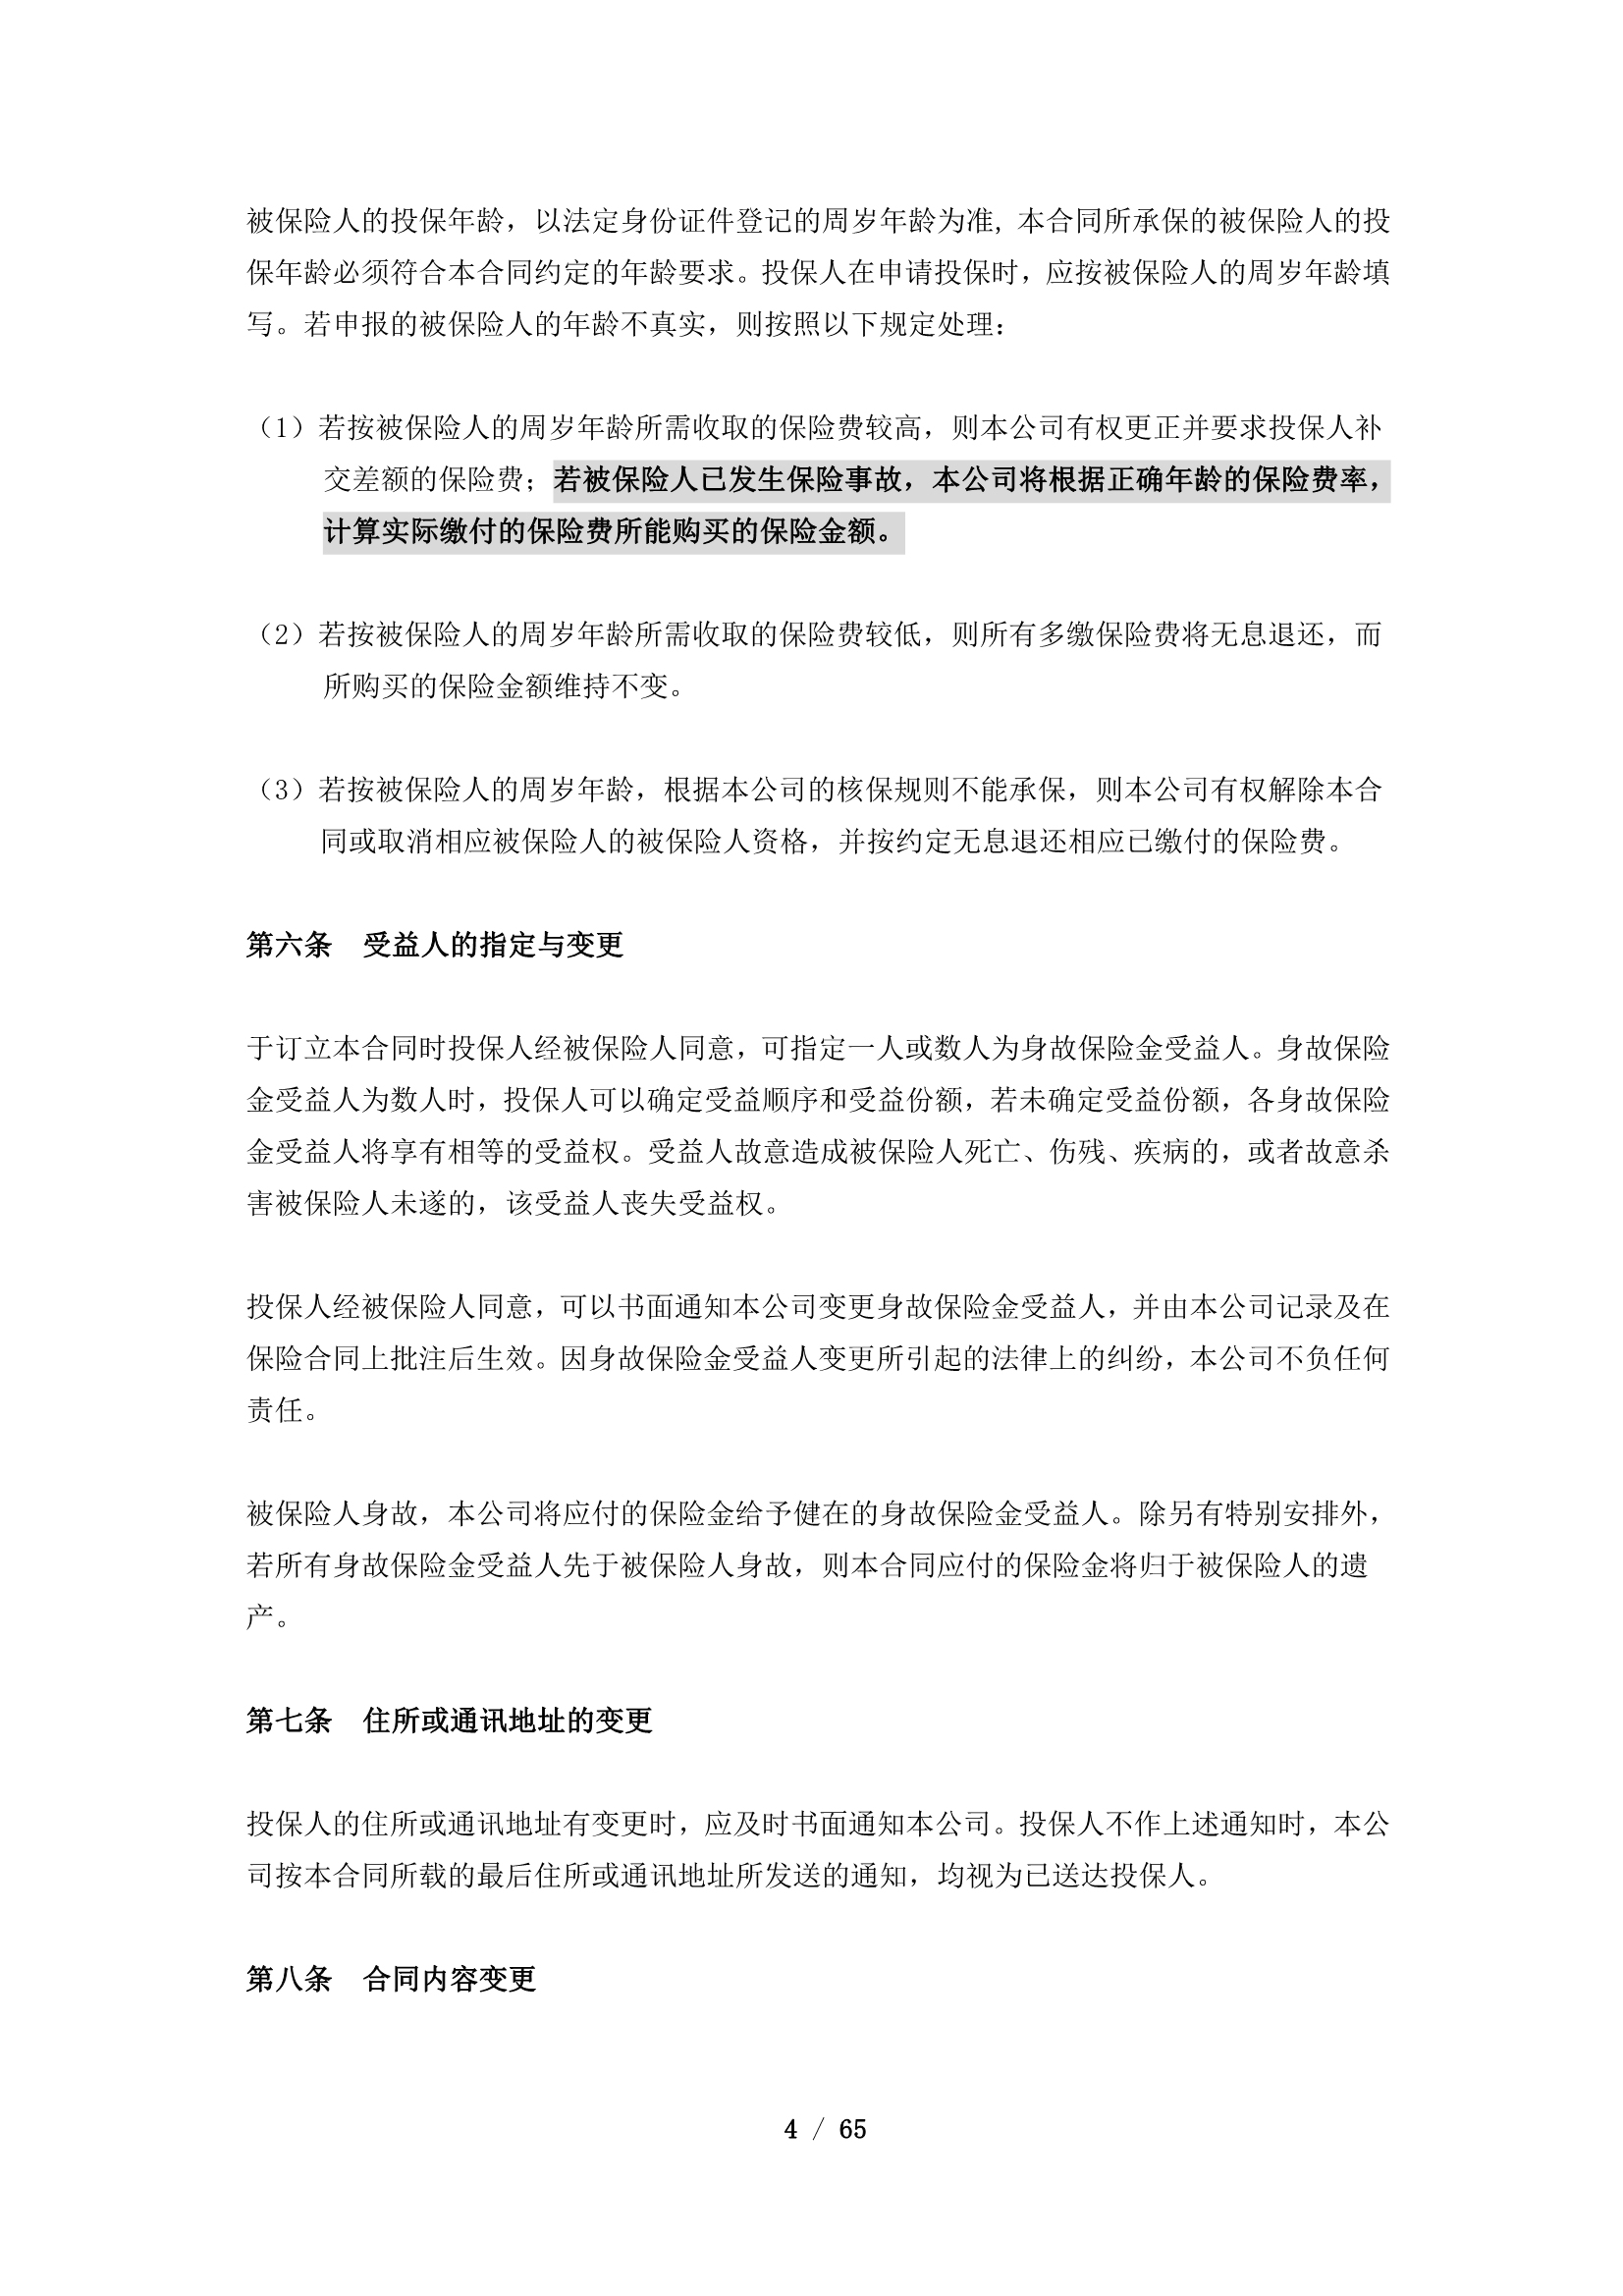 被保险人的投保年龄，以法定身份证件登记的周岁年龄为准, 本合同所承保的被保险人的投
保年龄必须符合本合同约定的年龄要求。投保人在申请投保时，应按被保险人的周岁年龄填
写。若申报的被保险人的年龄不真实，则按照以下规定处理：
（1）若按被保险人的周岁年龄所需收取的保险费较高，则本公司有权更正并要求投保人补
交差额的保险费；若被保险人已发生保险事故，本公司将根据正确年龄的保险费率，
计算实际缴付的保险费所能购买的保险金额。
（2）若按被保险人的周岁年龄所需收取的保险费较低，则所有多缴保险费将无息退还，而
所购买的保险金额维持不变。
（3）若按被保险人的周岁年龄，根据本公司的核保规则不能承保，则本公司有权解除本合
同或取消相应被保险人的被保险人资格，并按约定无息退还相应已缴付的保险费。
第六条　受益人的指定与变更
于订立本合同时投保人经被保险人同意，可指定一人或数人为身故保险金受益人。身故保险
金受益人为数人时，投保人可以确定受益顺序和受益份额，若未确定受益份额，各身故保险
金受益人将享有相等的受益权。受益人故意造成被保险人死亡、伤残、疾病的，或者故意杀
害被保险人未遂的，该受益人丧失受益权。
投保人经被保险人同意，可以书面通知本公司变更身故保险金受益人，并由本公司记录及在
保险合同上批注后生效。因身故保险金受益人变更所引起的法律上的纠纷，本公司不负任何
责任。
被保险人身故，本公司将应付的保险金给予健在的身故保险金受益人。除另有特别安排外，
若所有身故保险金受益人先于被保险人身故，则本合同应付的保险金将归于被保险人的遗
产。
第七条　住所或通讯地址的变更
投保人的住所或通讯地址有变更时，应及时书面通知本公司。投保人不作上述通知时，本公
司按本合同所载的最后住所或通讯地址所发送的通知，均视为已送达投保人。
第八条　合同内容变更
4 / 65